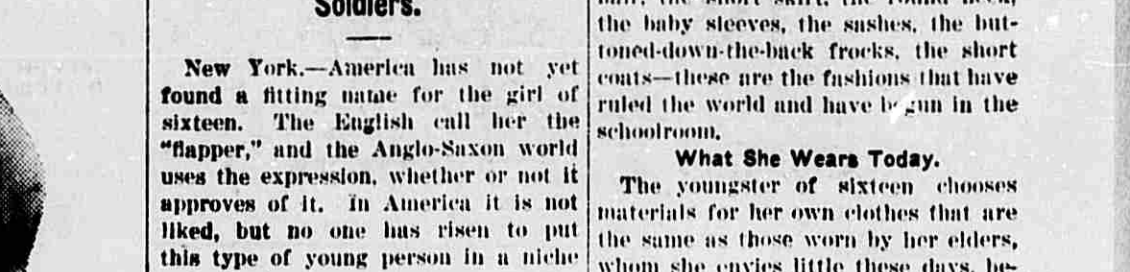 Soldiers.
New York.—America has not yet
found a fitting name for the girl of
sixteen. The English call her the
"flapper," and the Anglo-Saxon world
uses the expression, whether or not it
approves of it. In America it is not
liked, but no one has risen to put
this type of young person in a niche
the baby sleeves, the sashes, the but-
toned-down-the-back frocks, the short
coats—these are the fashions that have
ruled the world and have begun in the
schoolroom.
What She Wears Today.
The youngster of sixteen chooses
materials for her own clothes that are
the same as those worn by her elders,
whom she envies little these days, be-